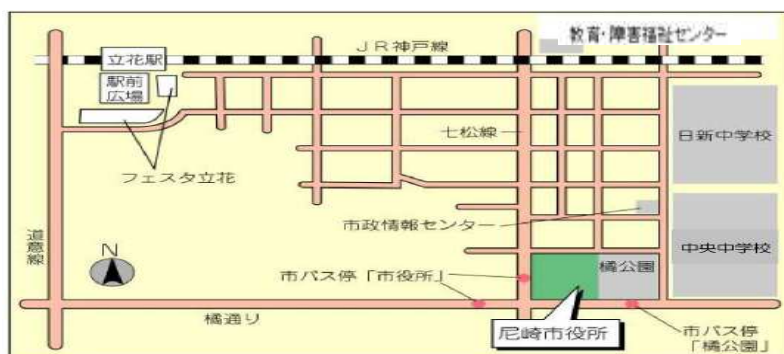 教育・障害福祉センター
JR神戸線
立花駅
駅前
広場
七松線
日新中学校
フェスタ立花
市政情報センター
道意線
N
中央中学校
橘公園
市バス停「市役所」
橘通り
尼崎市役所
市バス停
「橘公園」